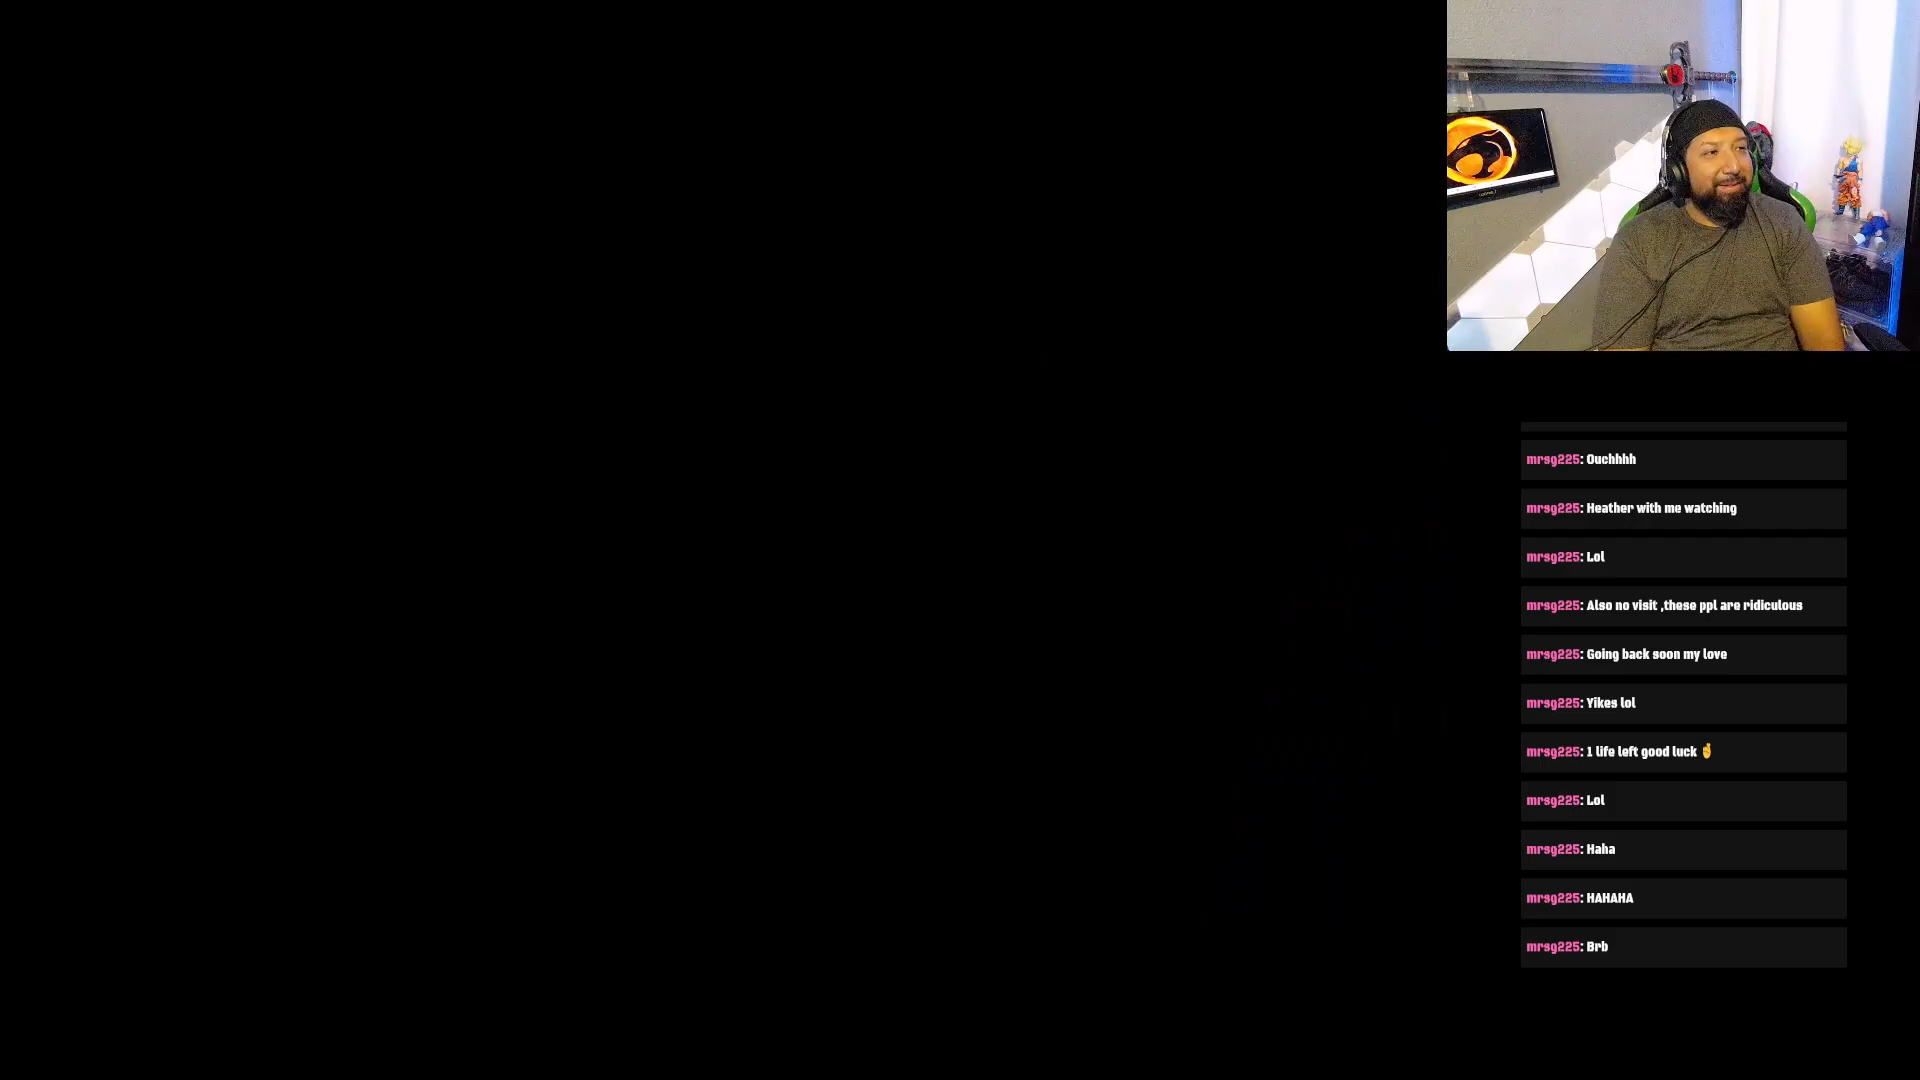 mrsg225: Ouchhhh
mrsg225: Heather with me watching
mrsg225: Lol
mrsg225: Also no visit ,these ppl are ridiculous
mrsg225: Going back soon my love
mrsg225: Yikes lol
mrsg225: 1 life left good luck 🤞
mrsg225: Lol
mrsg225: Haha
mrsg225: HAHAHA
mrsg225: Brb